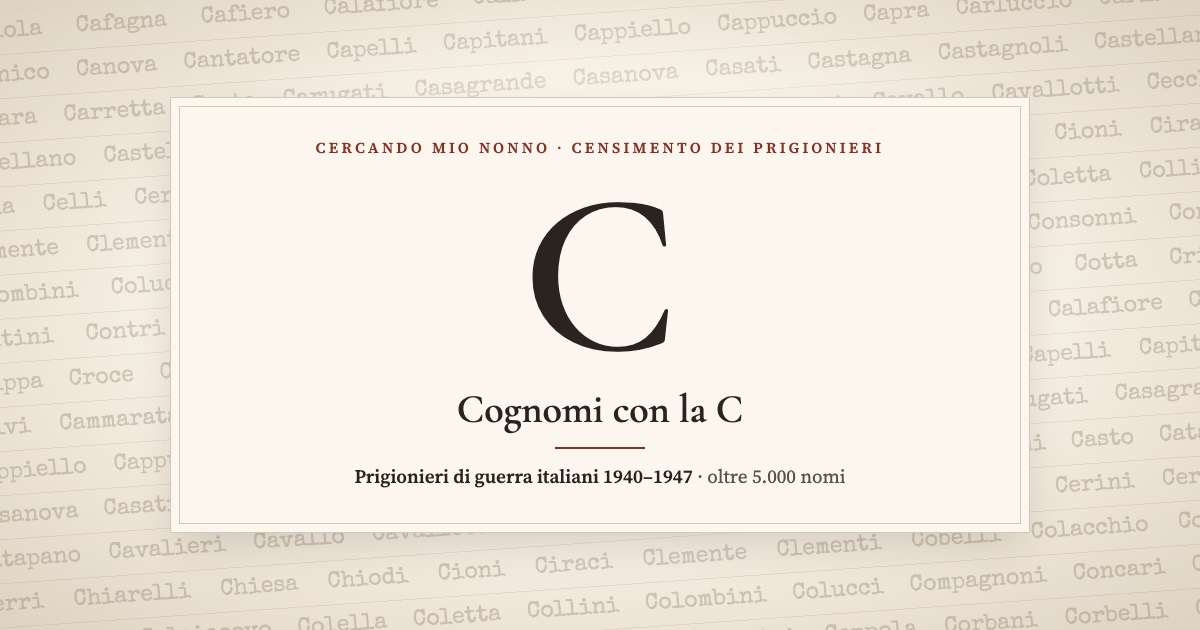 Cafagna Cafiero Calafiore
Canova Cantatore Capelli Capitani Cappiello Cappuccio Capra Carluccio
Carretta Carugati Casagrande Casanova Casati Castagna Castagnoli
Cavallotti
Cioni
Celli Coletta
Consonni
Cotta
Contri Calafiore
Croce Capelli
Casto
Cerini
Cavalieri Cavallo Colacchio
Chiarelli Chiesa Chiodi Cioni Ciraci Clemente Clementi Cobelli
Colella Coletta Collini Colombini Colucci Compagnoni Concari
Corbani Corbelli
CERCANDO MIO NONNO · CENSIMENTO DEI PRIGIONIERI
C
Cognomi con la C
Prigionieri di guerra italiani 1940–1947 · oltre 5.000 nomi